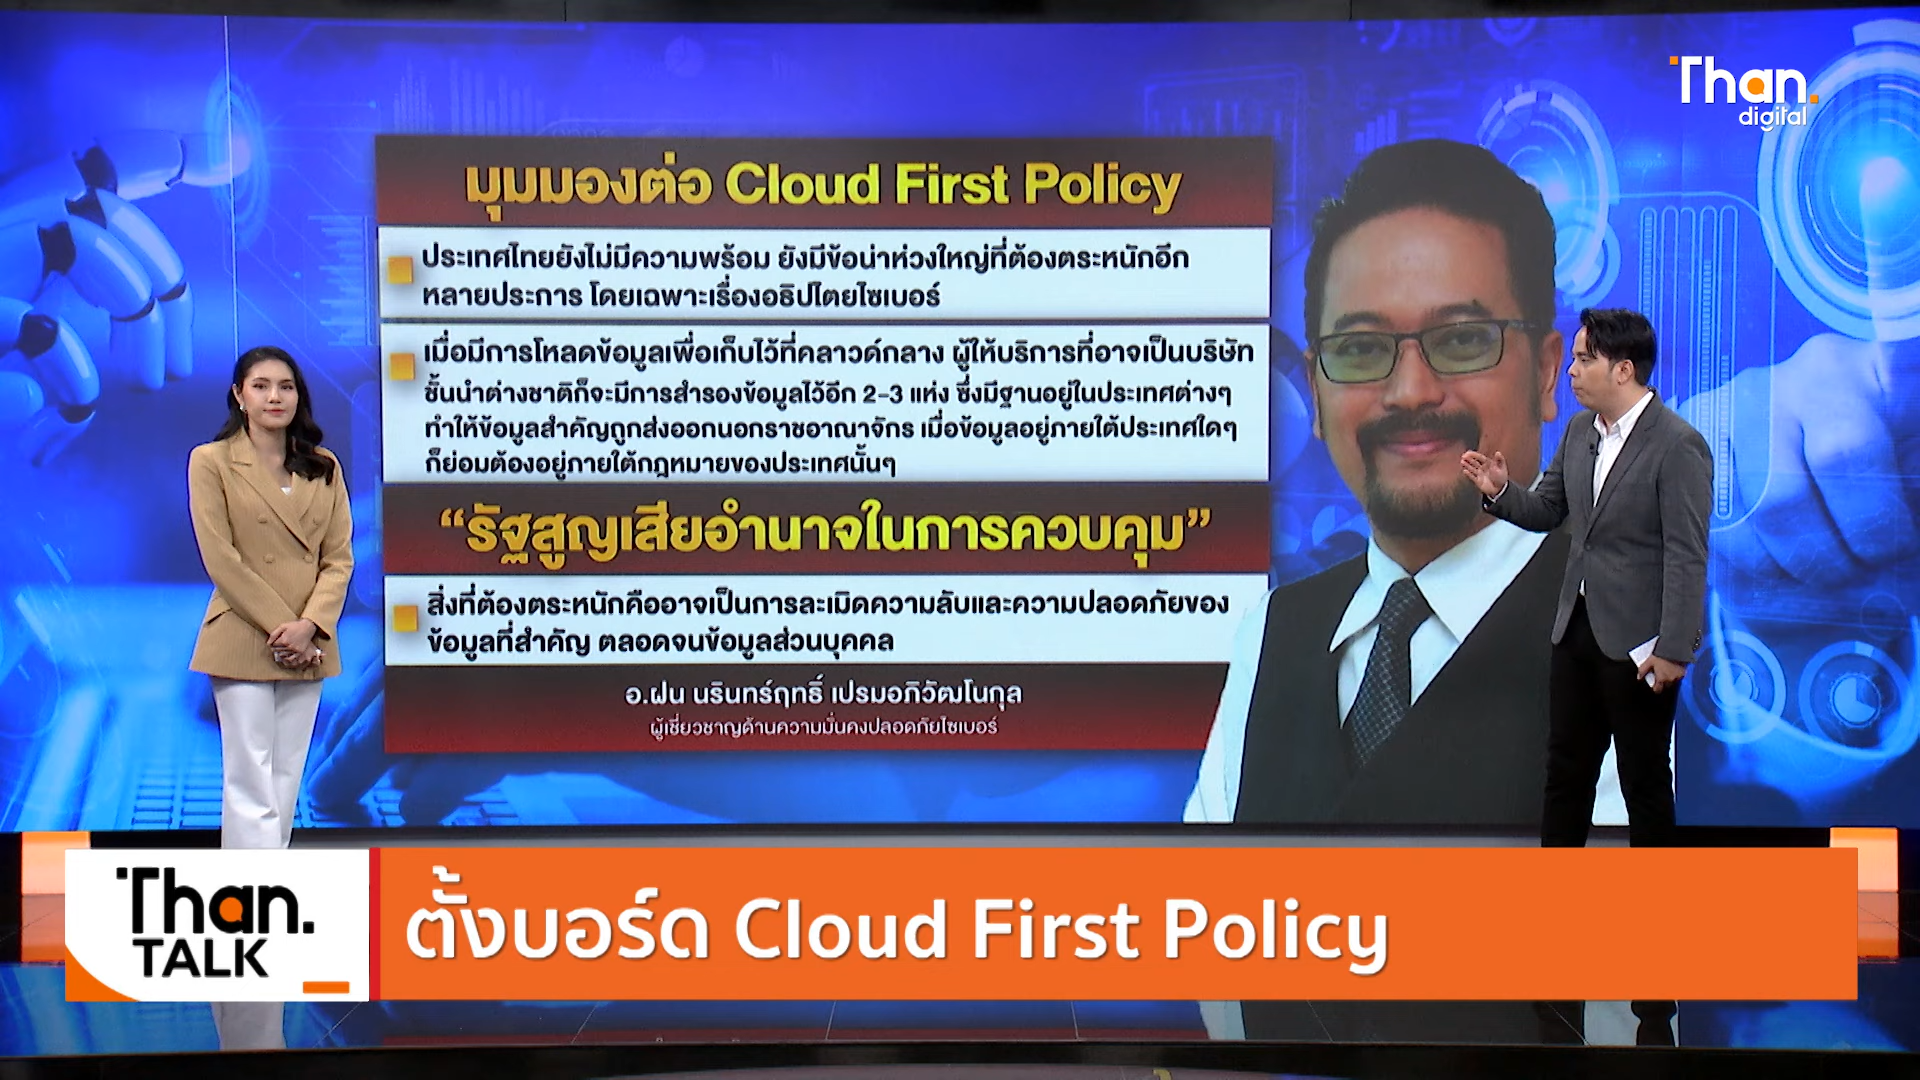 Than.
digital
มุมมองต่อ Cloud First Policy
ประเทศไทยยังไม่มีความพร้อม ยังมีข้อน่าห่วงใหญ่ที่ต้องตระหนักอีก
หลายประการ โดยเฉพาะเรื่องอธิปไตยไซเบอร์
เมื่อมีการโหลดข้อมูลเพื่อเก็บไว้ที่คลาวด์กลาง ผู้ให้บริการที่อาจเป็นบริษัท
ชั้นนำต่างชาติก็จะมีการสำรองข้อมูลไว้อีก 2-3 แห่ง ซึ่งมีฐานอยู่ในประเทศต่างๆ
ทำให้ข้อมูลสำคัญถูกส่งออกนอกราชอาณาจักร เมื่อข้อมูลอยู่ภายใต้ประเทศใดๆ
ก็ย่อมต้องอยู่ภายใต้กฎหมายของประเทศนั้นๆ
“รัฐสูญเสียอำนาจในการควบคุม”
สิ่งที่ต้องตระหนักคืออาจเป็นการละเมิดความลับและความปลอดภัยของ
ข้อมูลที่สำคัญ ตลอดจนข้อมูลส่วนบุคคล
อ.ฝน นรินทร์ฤทธิ์ เปรมอภิวัฒโนกุล
ผู้เชี่ยวชาญด้านความมั่นคงปลอดภัยไซเบอร์
Than.
TALK
ตั้งบอร์ด Cloud First Policy